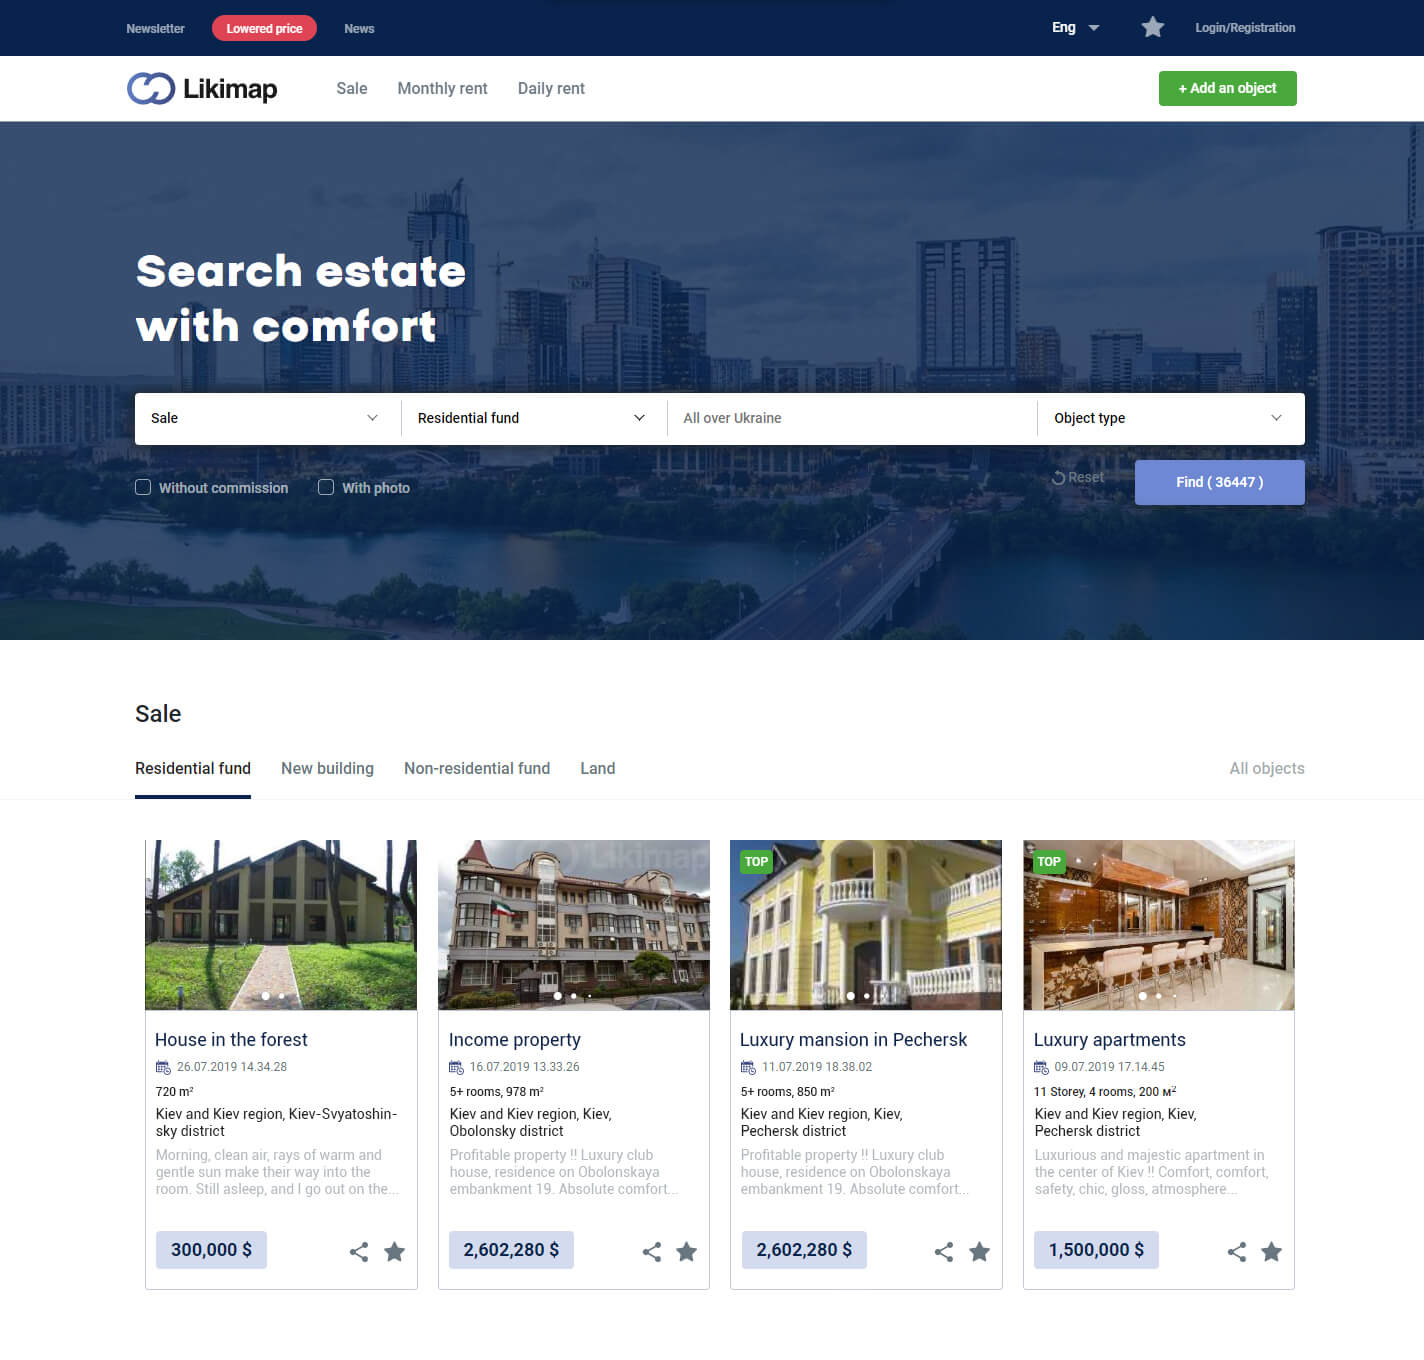 Newsletter
Lowered price
News
Eng
Login/Registration
Likimap
Sale
Monthly rent
Daily rent
+ Add an object
Search estate
with comfort
Sale
Residential fund
All over Ukraine
Object type
Without commission
With photo
Reset
Find ( 36447 )
Sale
Residential fund
New building
Non-residential fund
Land
All objects
House in the forest
26.07.2019 14.34.28
720 m²
Kiev and Kiev region, Kiev-Svyatoshin-
sky district
Morning, clean air, rays of warm and
gentle sun make their way into the
room. Still asleep, and I go out on the...
300,000 $
Likimap
Income property
16.07.2019 13.33.26
5+ rooms, 978 m²
Kiev and Kiev region, Kiev,
Obolonsky district
Profitable property !! Luxury club
house, residence on Obolonskaya
embankment 19. Absolute comfort...
2,602,280 $
TOP
Luxury mansion in Pechersk
11.07.2019 18.38.02
5+ rooms, 850 m²
Kiev and Kiev region, Kiev,
Pechersk district
Profitable property !! Luxury club
house, residence on Obolonskaya
embankment 19. Absolute comfort...
2,602,280 $
TOP
Luxury apartments
09.07.2019 17.14.45
11 Storey, 4 rooms, 200 м²
Kiev and Kiev region, Kiev,
Pechersk district
Luxurious and majestic apartment in
the center of Kiev !! Comfort, comfort,
safety, chic, gloss, atmosphere...
1,500,000 $